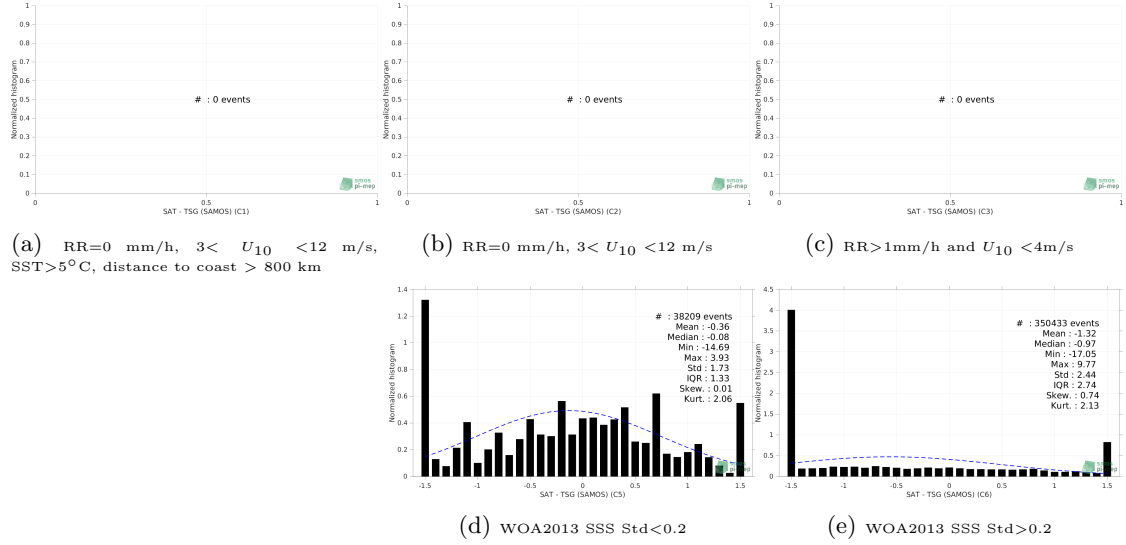 1
0.9
0.8
0.7
0.6
0.5
0.4
0.3
0.2
0.1
0
Normalized histogram
# : 0 events
0 0.5 1
SAT - TSG (SAMOS) (C1)
smos
pi-mep
1
0.9
0.8
0.7
0.6
0.5
0.4
0.3
0.2
0.1
0
Normalized histogram
# : 0 events
0 0.5 1
SAT - TSG (SAMOS) (C2)
smos
pi-mep
1
0.9
0.8
0.7
0.6
0.5
0.4
0.3
0.2
0.1
0
Normalized histogram
# : 0 events
0 0.5 1
SAT - TSG (SAMOS) (C3)
smos
pi-mep
(a) RR=0 mm/h, 3< U10 <12 m/s,
SST>5°C, distance to coast > 800 km
(b) RR=0 mm/h, 3< U10 <12 m/s
(c) RR>1mm/h and U10 <4m/s
1.4
1.2
1
0.8
0.6
0.4
0.2
0
Normalized histogram
# : 38209 events
Mean : -0.36
Median : -0.08
Min : -14.69
Max : 3.93
Std : 1.73
IQR : 1.33
Skew. : 0.01
Kurt. : 2.06
smos
pi-mep
-1.5 -1 -0.5 0 0.5 1 1.5
SAT - TSG (SAMOS) (C5)
4.5
4
3.5
3
2.5
2
1.5
1
0.5
0
Normalized histogram
# : 350433 events
Mean : -1.32
Median : -0.97
Min : -17.05
Max : 9.77
Std : 2.44
IQR : 2.74
Skew. : 0.74
Kurt. : 2.13
smos
pi-mep
-1.5 -1 -0.5 0 0.5 1 1.5
SAT - TSG (SAMOS) (C6)
(d) WOA2013 SSS Std<0.2
(e) WOA2013 SSS Std>0.2